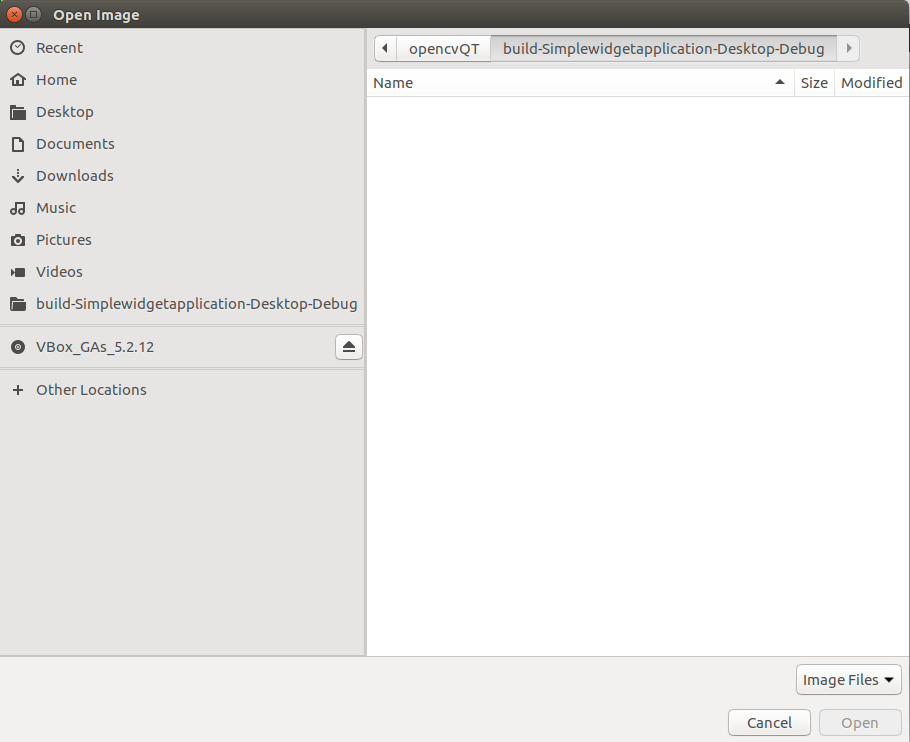 Open Image
Recent
Home
Desktop
Documents
Downloads
Music
Pictures
Videos
build-Simplewidgetapplication-Desktop-Debug
VBox_GAs_5.2.12
Other Locations
opencvQT build-Simplewidgetapplication-Desktop-Debug
Name Size Modified
Image Files
Cancel Open